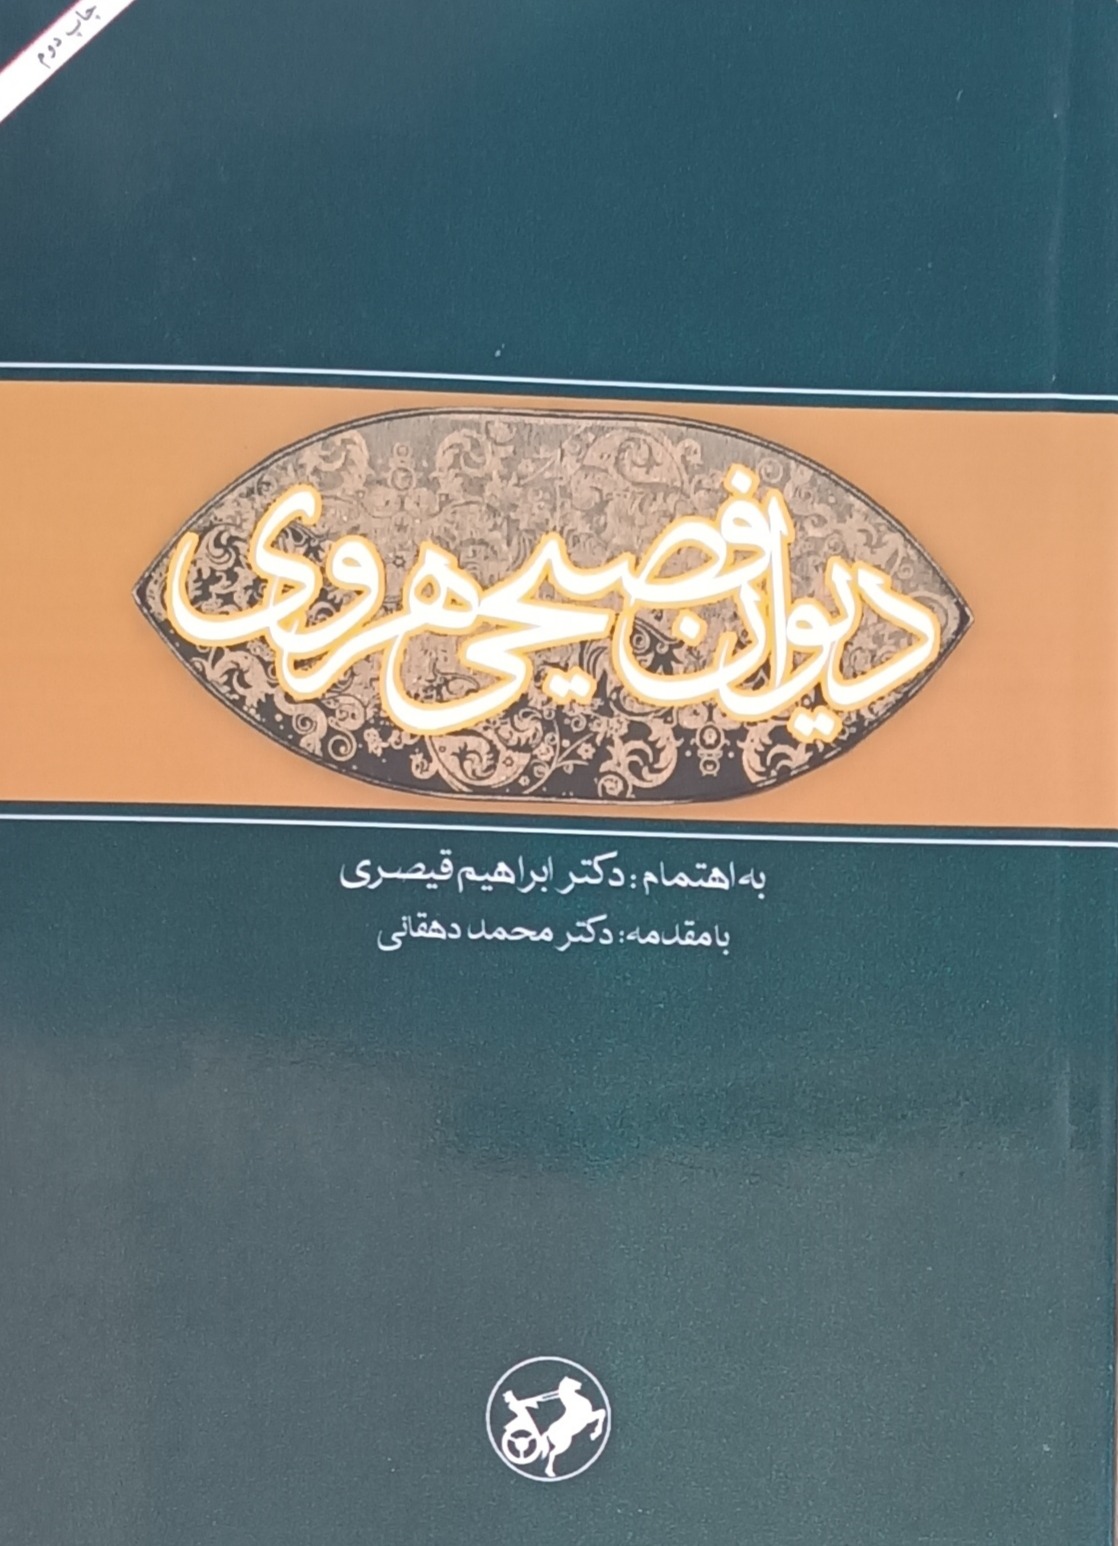 چاپ دوم
دیوان فصیحی هروی
به اهتمام: دکتر ابراهیم قیصری
با مقدمه: دکتر محمد دهقانی